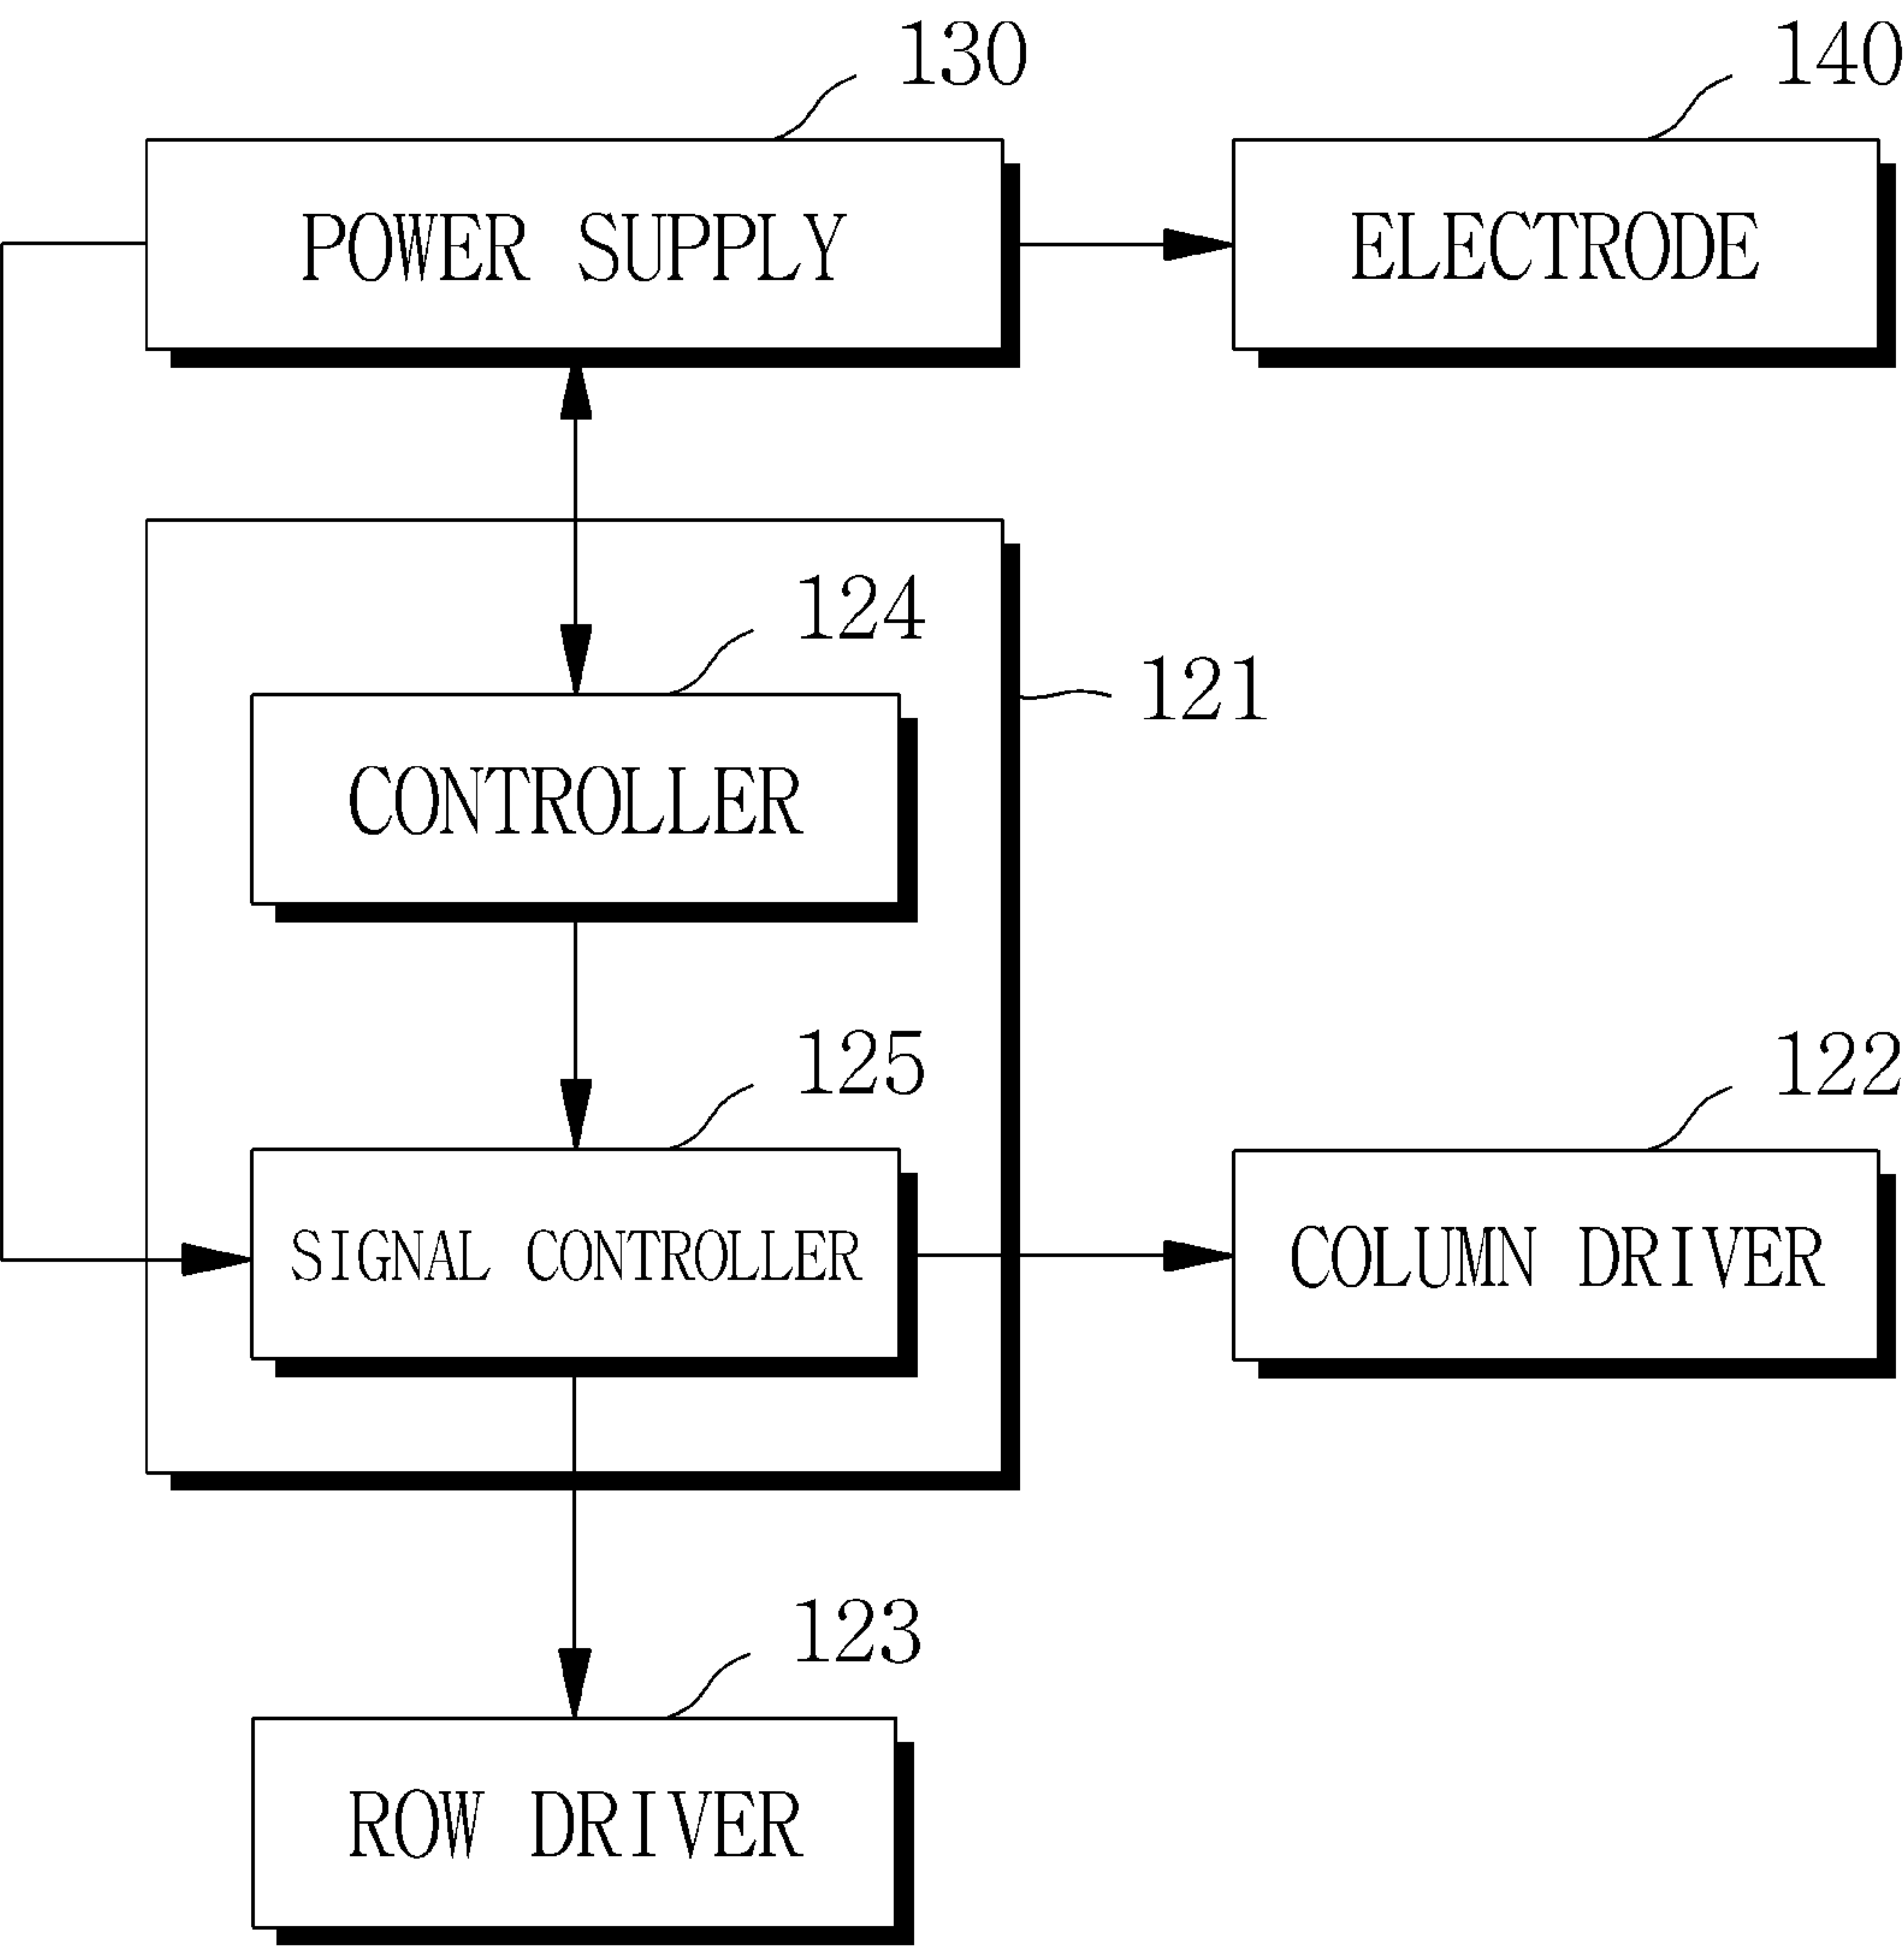 130
140
POWER SUPPLY
ELECTRODE
124
121
CONTROLLER
125
122
SIGNAL CONTROLLER
COLUMN DRIVER
123
ROW DRIVER